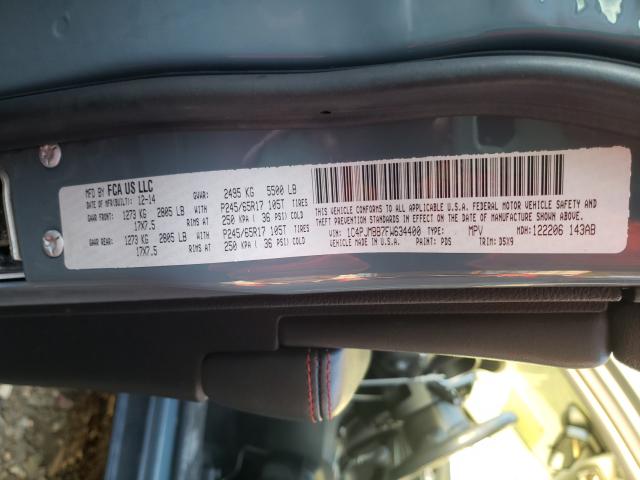 MFD BY FCA US LLC
DATE OF MFR(BUILT): 12-14 GVWR: 2495 KG 5500 LB
GAWR FRONT: 1273 KG 2805 LB WITH P245/65R17 105T TIRES
17X7.5 RIMS AT 250 KPA ( 36 PSI) COLD
GAWR REAR: 1273 KG 2805 LB WITH P245/65R17 105T TIRES
17X7.5 RIMS AT 250 KPA ( 36 PSI) COLD
THIS VEHICLE CONFORMS TO ALL APPLICABLE U.S.A. FEDERAL MOTOR VEHICLE SAFETY AND
THEFT PREVENTION STANDARDS IN EFFECT ON THE DATE OF MANUFACTURE SHOWN ABOVE.
VIN: 1C4PJMBB7FW634400 TYPE: MPV MDH: 122206 143AB
MADE IN U.S.A. PAINT: PDS TRIM: D5X9